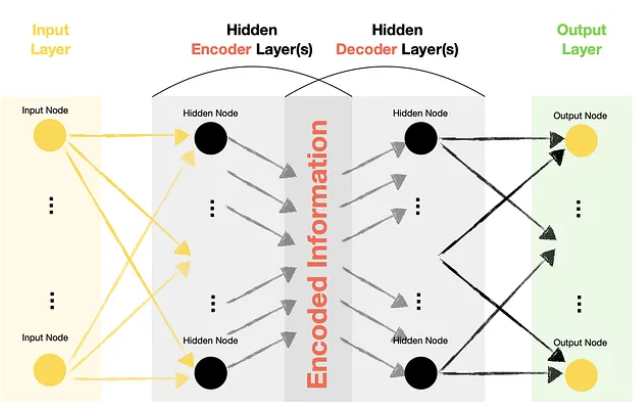 Input
Layer
Hidden
Encoder Layer(s)
Hidden
Decoder Layer(s)
Output
Layer
Input Node
Hidden Node
Hidden Node
Output Node
...
...
...
...
Encoded Information
...
...
...
...
Input Node
Hidden Node
Hidden Node
Output Node